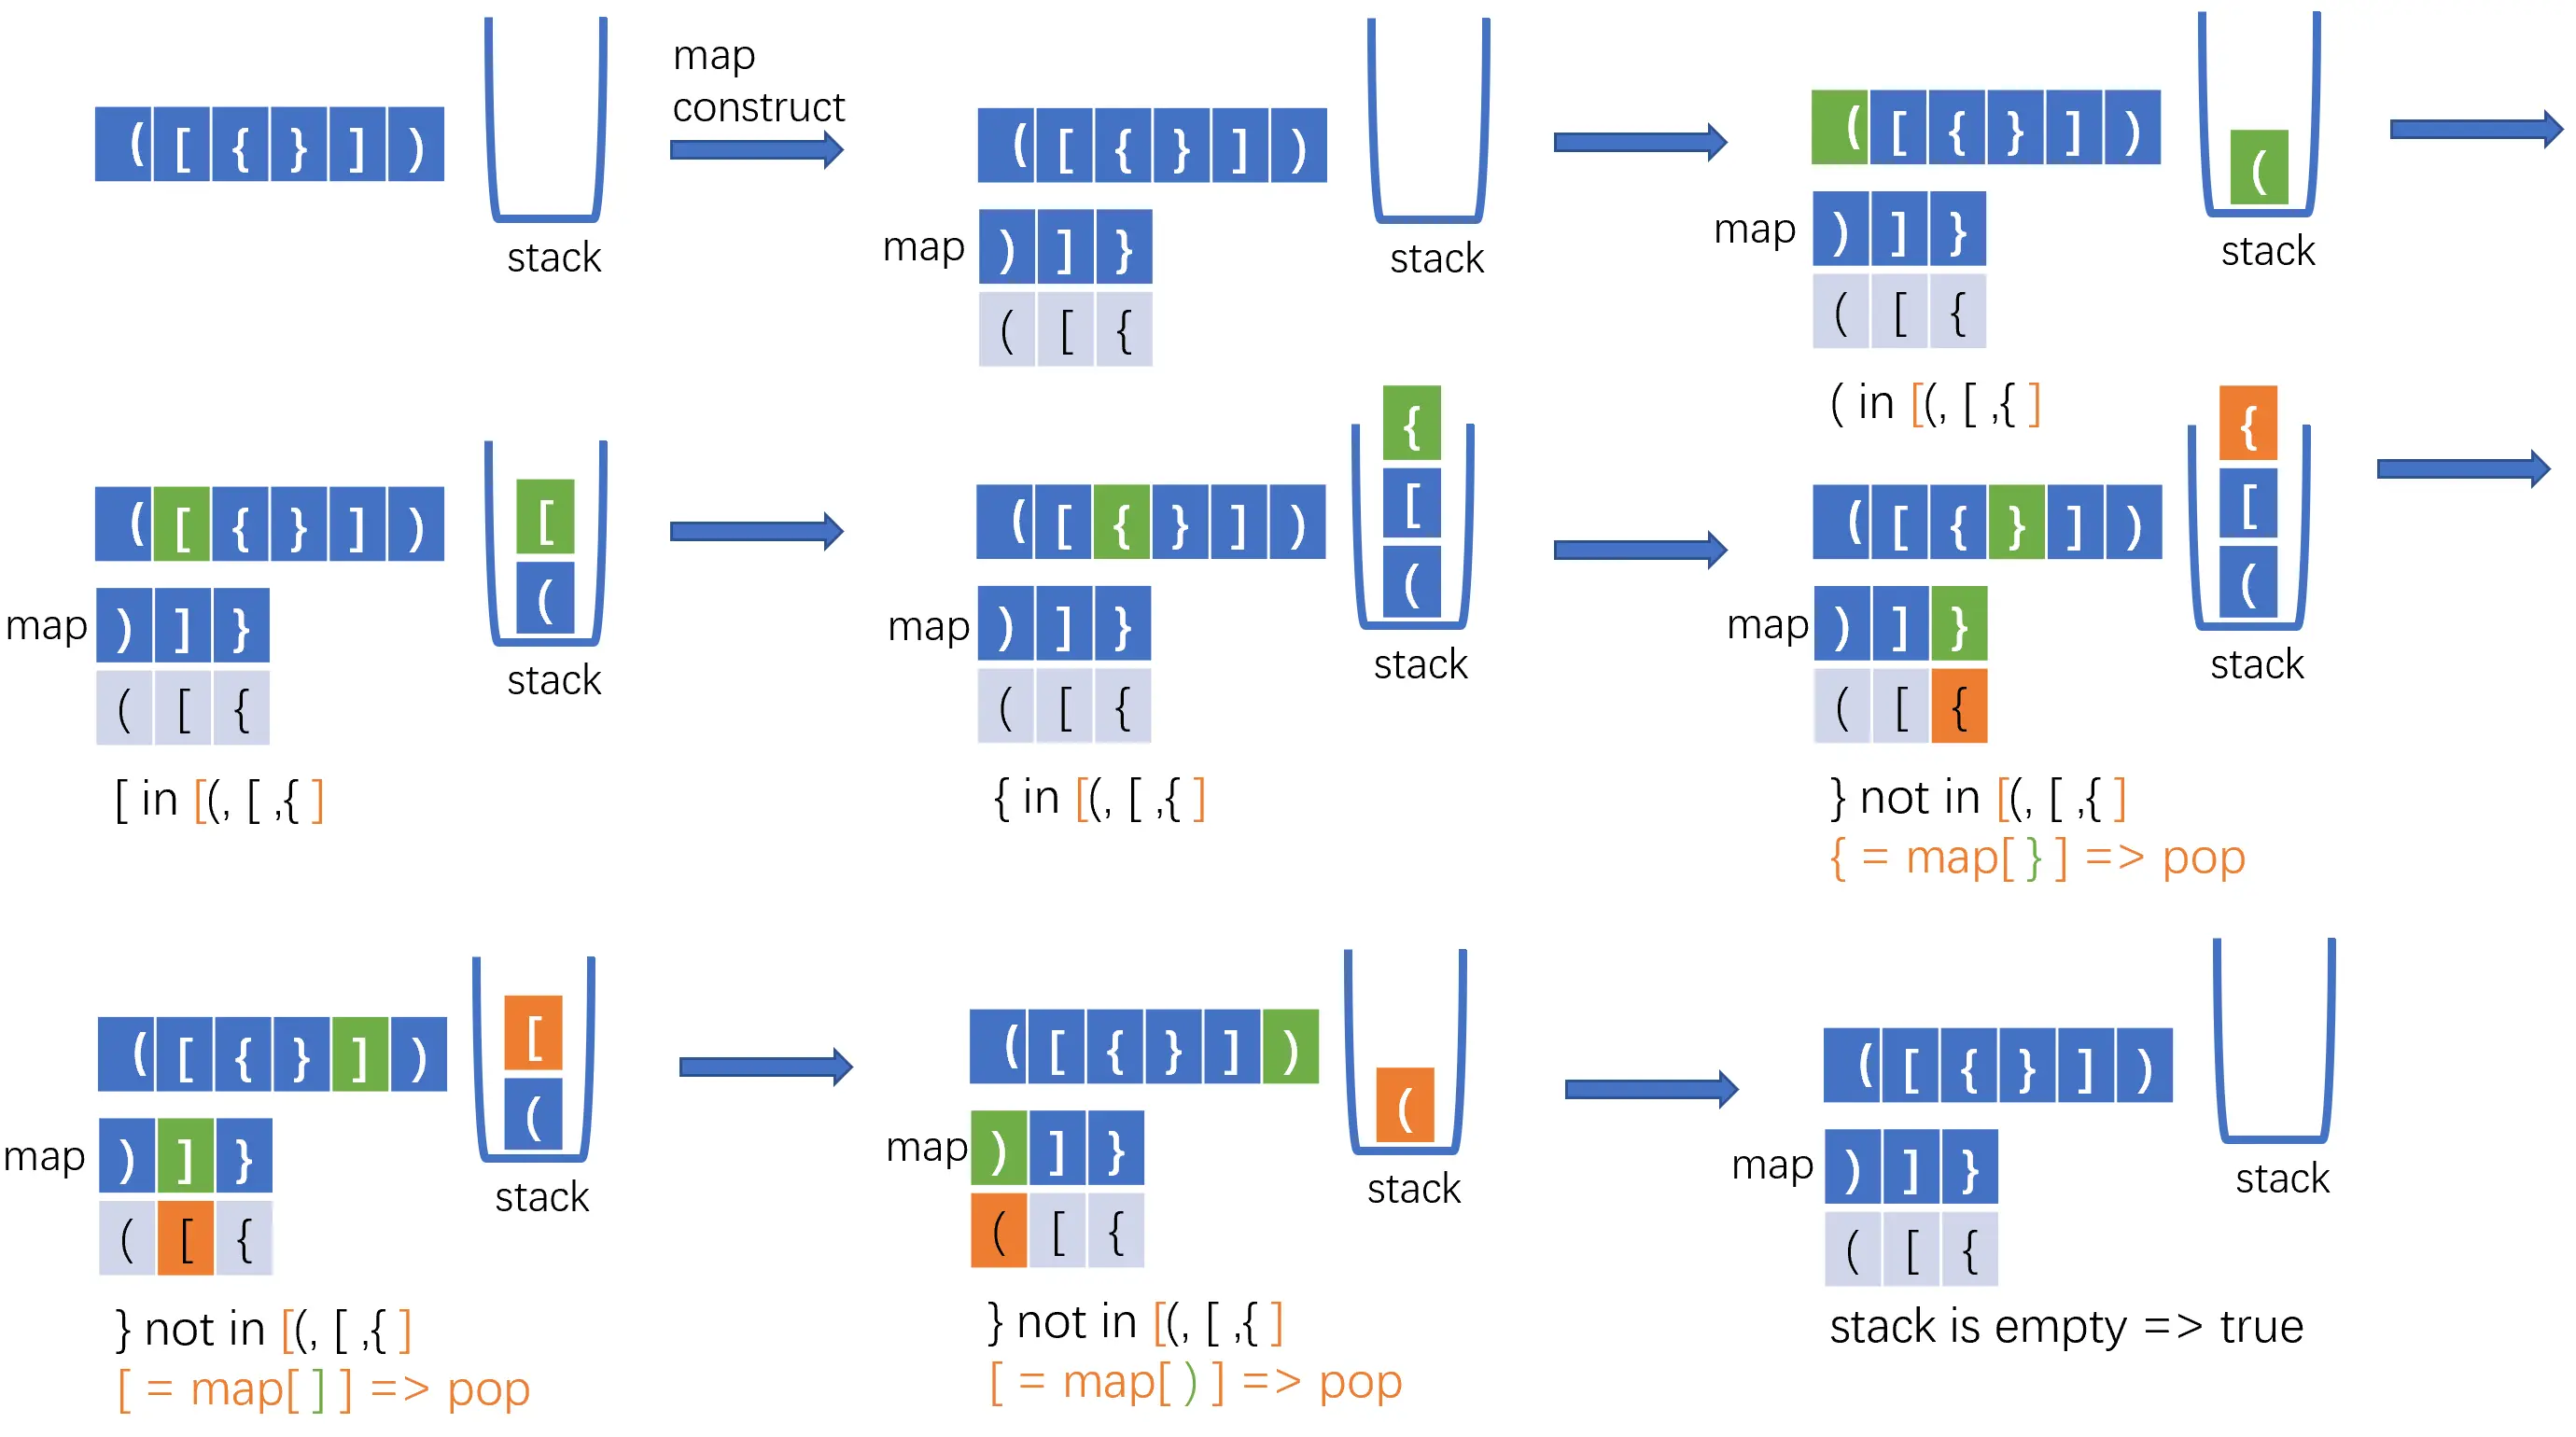 ( [ { } ] )
stack
map
construct
( [ { } ] )
map ) ] }
( [ {
stack
( [ { } ] )
(
map ) ] }
( [ {
stack
( in [(, [ ,{ ]
( [ { } ] )
[
(
map ) ] }
( [ {
stack
[ in [(, [ ,{ ]
( [ { } ] )
{
[
(
map ) ] }
( [ {
stack
{ in [(, [ ,{ ]
( [ { } ] )
{
[
(
map ) ] }
( [ {
stack
} not in [(, [ ,{ ]
{ = map[ } ] => pop
( [ { } ] )
[
(
map ) ] }
( [ {
stack
} not in [(, [ ,{ ]
[ = map[ ] ] => pop
( [ { } ] )
(
map ) ] }
( [ {
stack
} not in [(, [ ,{ ]
[ = map[ ) ] => pop
( [ { } ] )
map ) ] }
( [ {
stack
stack is empty => true